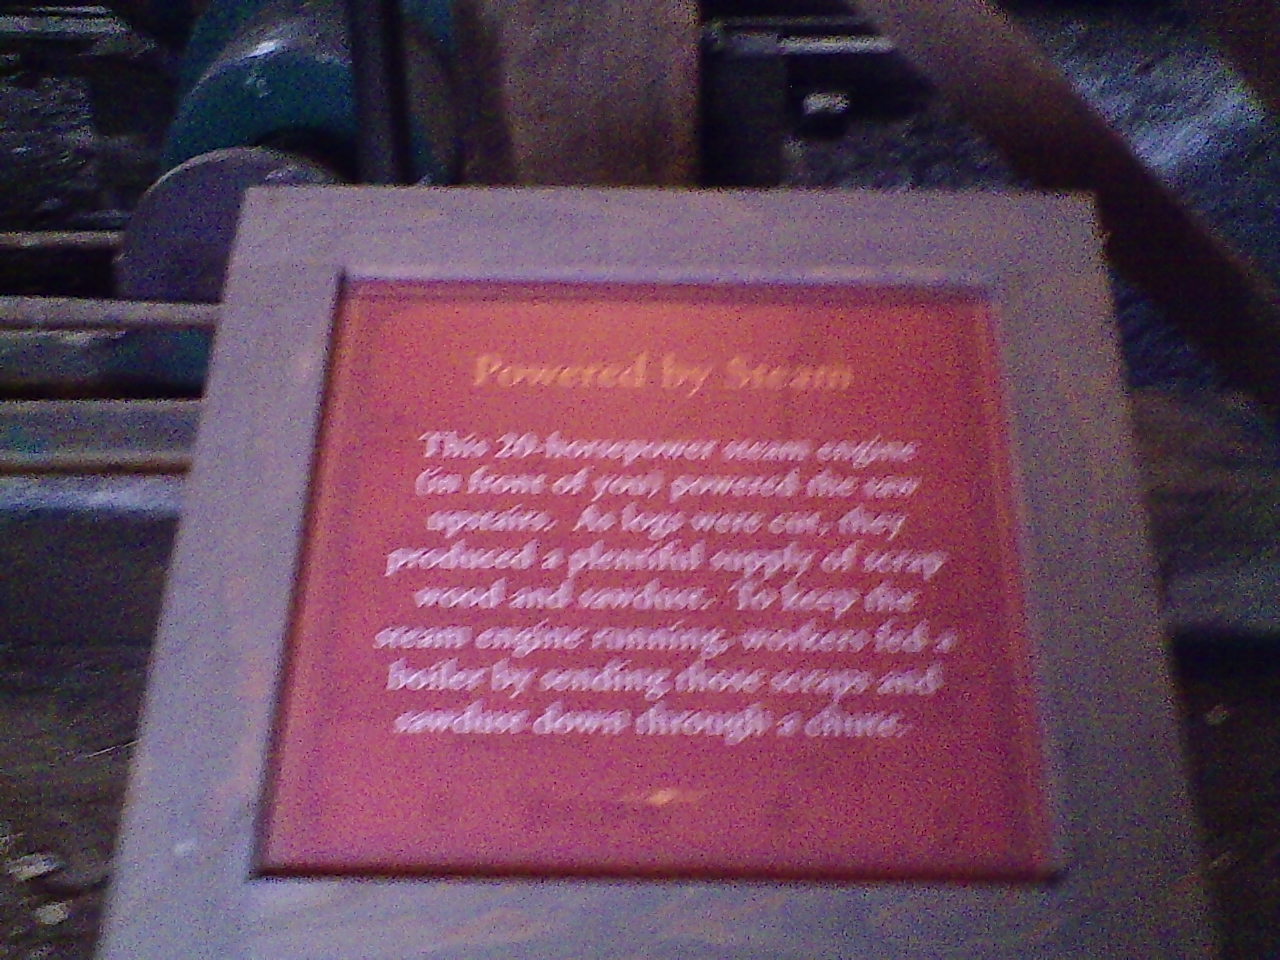 Powered by Steam
This 20-horsepower steam engine
(in front of you) powered the saw
upstairs. As logs were cut, they
produced a plentiful supply of scrap
wood and sawdust. To keep the
steam engine running, workers fed a
boiler by sending those scraps and
sawdust down through a chute.